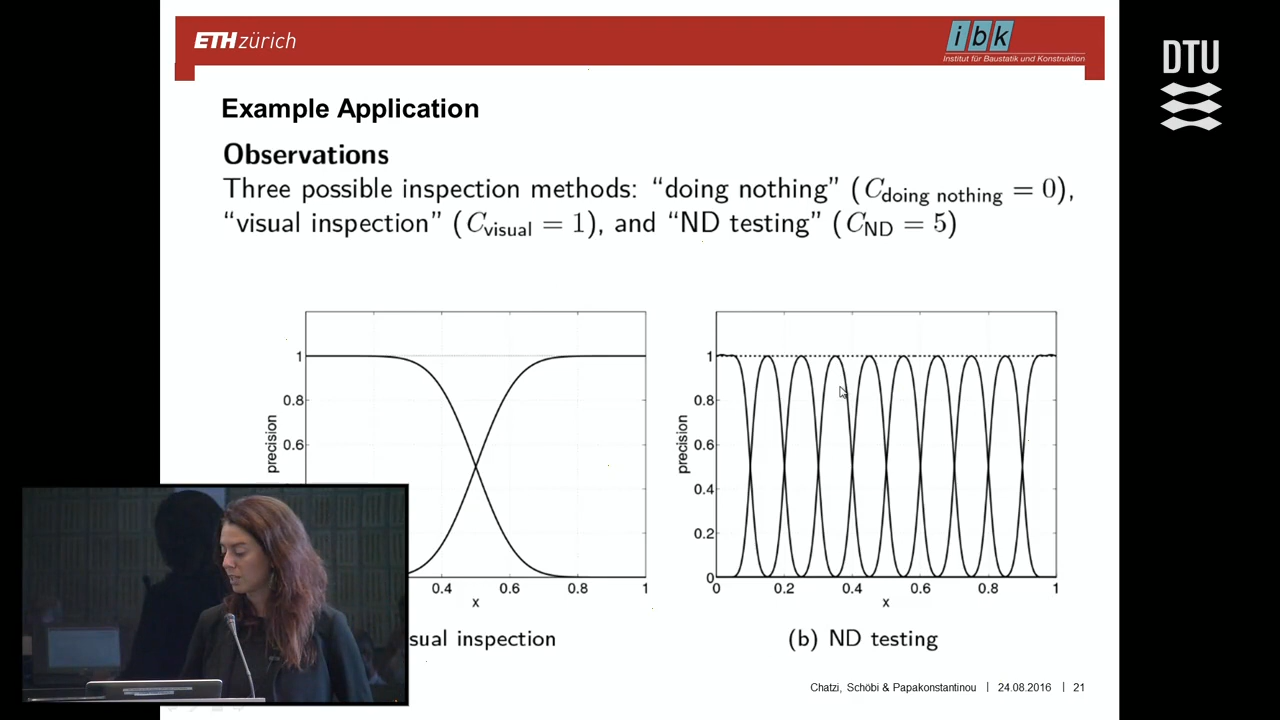 ETH zürich
ibk
Institut für Baustatik und Konstruktion
DTU
Example Application
Observations
Three possible inspection methods: “doing nothing” (C_doing nothing = 0),
“visual inspection” (C_visual = 1), and “ND testing” (C_ND = 5)
1
0.8
0.6
precision
0.4
0.6
0.8
1
x
sual inspection
1
0.8
0.6
0.4
0.2
0
precision
0
0.2
0.4
0.6
0.8
1
x
(b) ND testing
Chatzi, Schöbi & Papakonstantinou | 24.08.2016 | 21